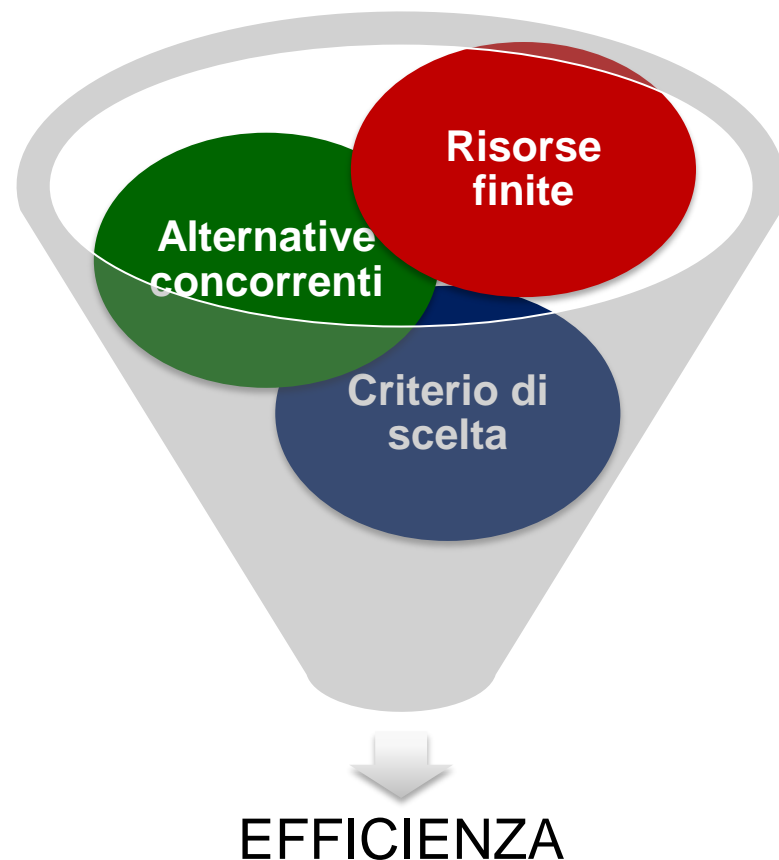 Risorse
finite
Alternative
concorrenti
Criterio di
scelta
EFFICIENZA